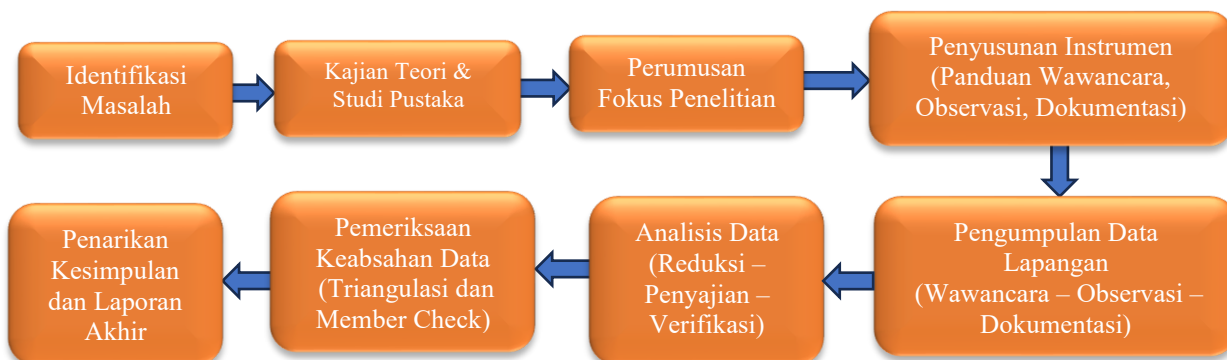 Identifikasi
Masalah
Kajian Teori &
Studi Pustaka
Perumusan
Fokus Penelitian
Penyusunan Instrumen
(Panduan Wawancara,
Observasi, Dokumentasi)
Pengumpulan Data
Lapangan
(Wawancara – Observasi –
Dokumentasi)
Analisis Data
(Reduksi –
Penyajian –
Verifikasi)
Pemeriksaan
Keabsahan Data
(Triangulasi dan
Member Check)
Penarikan
Kesimpulan
dan Laporan
Akhir